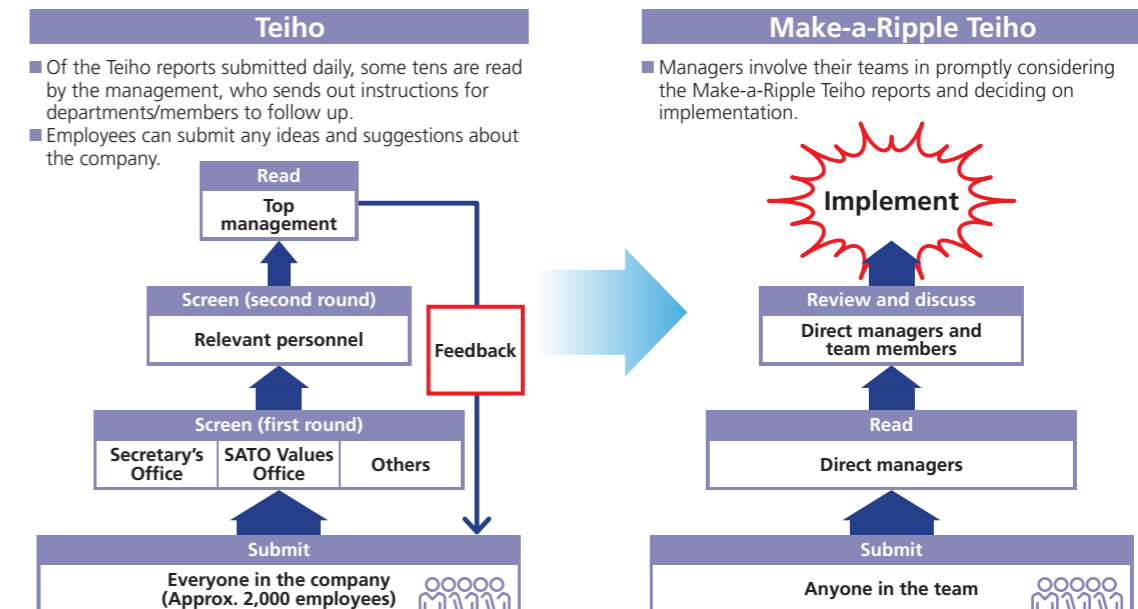 Teiho
■ Of the Teiho reports submitted daily, some tens are read
by the management, who sends out instructions for
departments/members to follow up.
■ Employees can submit any ideas and suggestions about
the company.
Read
Top
management
Screen (second round)
Relevant personnel
Feedback
Screen (first round)
Secretary's
Office
SATO Values
Office
Others
Submit
Everyone in the company
(Approx. 2,000 employees)
Make-a-Ripple Teiho
■ Managers involve their teams in promptly considering
the Make-a-Ripple Teiho reports and deciding on
implementation.
Implement
Review and discuss
Direct managers and
team members
Read
Direct managers
Submit
Anyone in the team